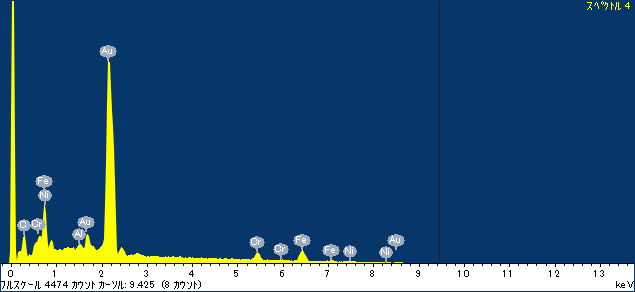 スペクトル 4
Au
Fe
Ni
C Cr Al Au
Cr Cr Fe Fe Ni Ni Au
0 1 2 3 4 5 6 7 8 9 10 11 12 13
フルスケール 4474 カウント カーソル: 9.425 (8 カウント) keV